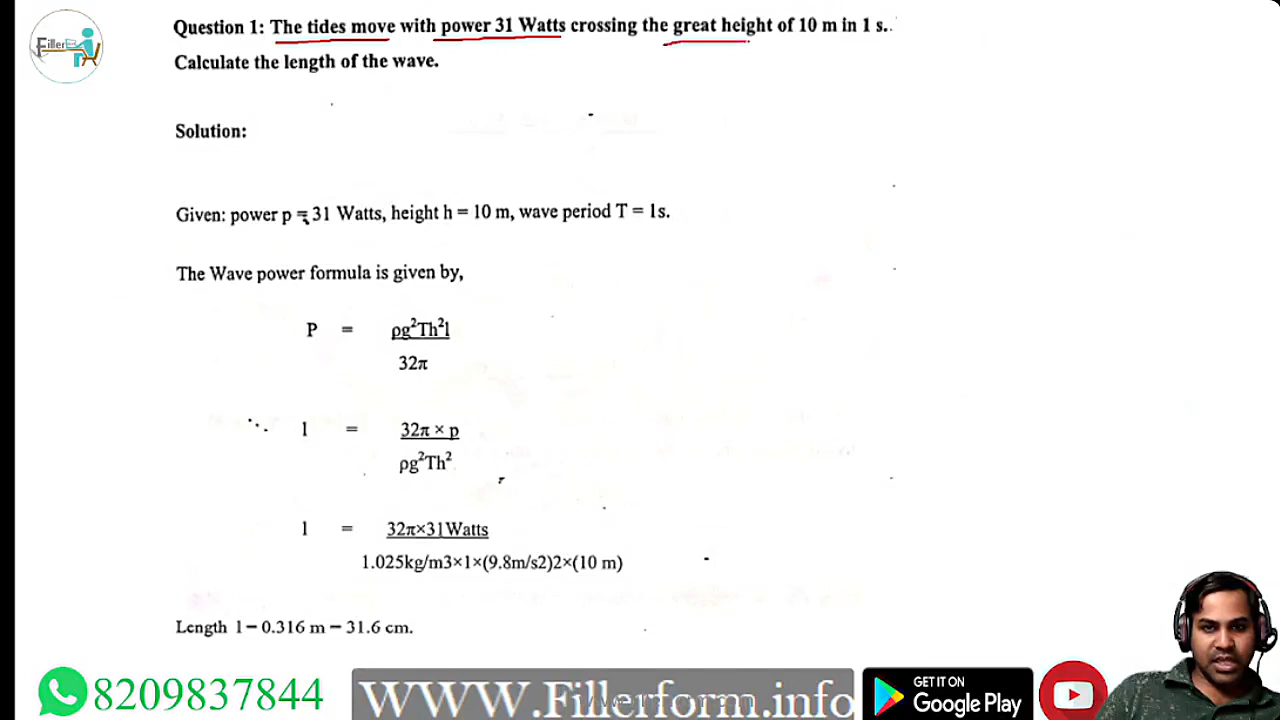 Filler
Question 1: The tides move with power 31 Watts crossing the great height of 10 m in 1 s.
Calculate the length of the wave.
Solution:
Given: power p = 31 Watts, height h = 10 m, wave period T = 1s.
The Wave power formula is given by,
P = ρg²Th²l
32π
∴ l = 32π × p
ρg²Th²
l = 32π×31Watts
1.025kg/m3×1×(9.8m/s2)2×(10 m)
Length l = 0.316 m = 31.6 cm.
8209837844
WWW.Fillerform.info
GET IT ON
Google Play